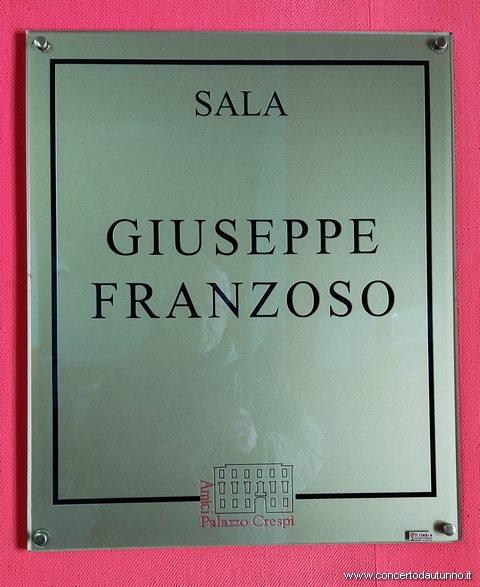 SALA
GIUSEPPE
FRANZOSO
Amici
Palazzo Crespi
www.concertodautunno.it